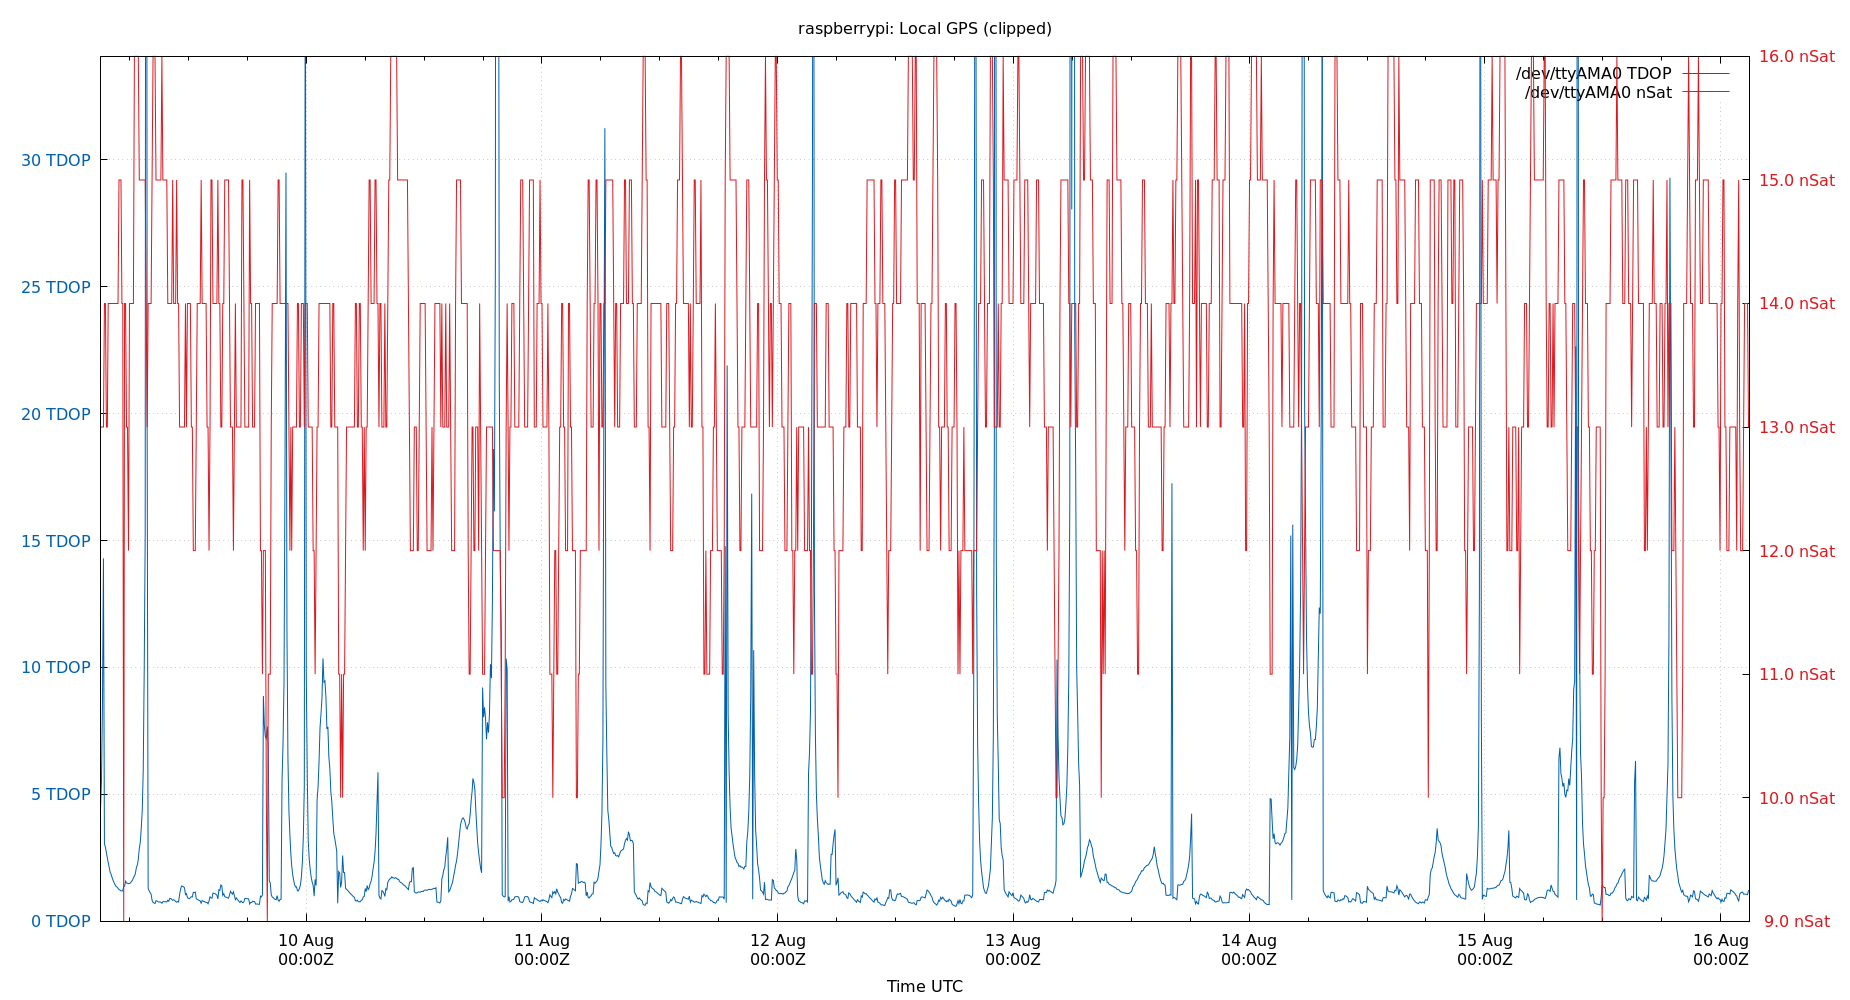 raspberrypi: Local GPS (clipped)
/dev/ttyAMA0 TDOP
/dev/ttyAMA0 nSat
30 TDOP
25 TDOP
20 TDOP
15 TDOP
10 TDOP
5 TDOP
0 TDOP
16.0 nSat
15.0 nSat
14.0 nSat
13.0 nSat
12.0 nSat
11.0 nSat
10.0 nSat
9.0 nSat
10 Aug
00:00Z
11 Aug
00:00Z
12 Aug
00:00Z
13 Aug
00:00Z
14 Aug
00:00Z
15 Aug
00:00Z
16 Aug
00:00Z
Time UTC